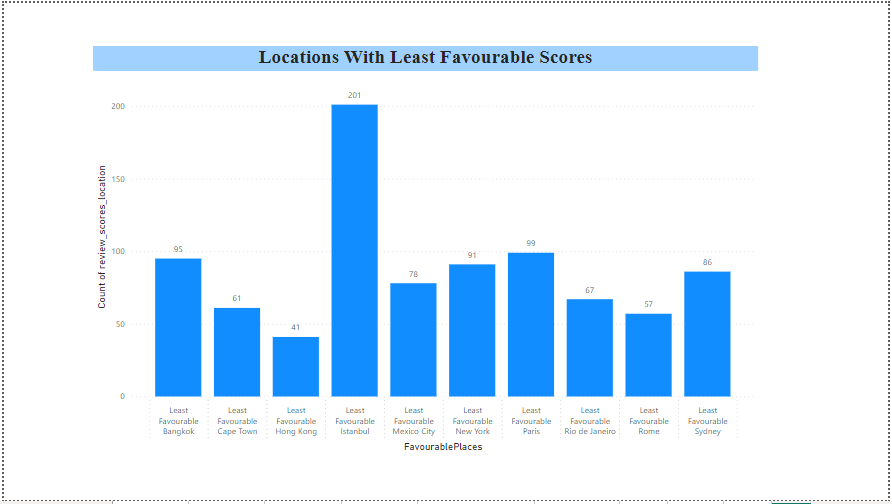 Locations With Least Favourable Scores
201
200
150
100
50
0
95
61
41
78
91
99
67
57
86
Count of review_scores_location
Least
Favourable
Bangkok
Least
Favourable
Cape Town
Least
Favourable
Hong Kong
Least
Favourable
Istanbul
Least
Favourable
Mexico City
Least
Favourable
New York
Least
Favourable
Paris
Least
Favourable
Rio de Janeiro
Least
Favourable
Rome
Least
Favourable
Sydney
FavourablePlaces